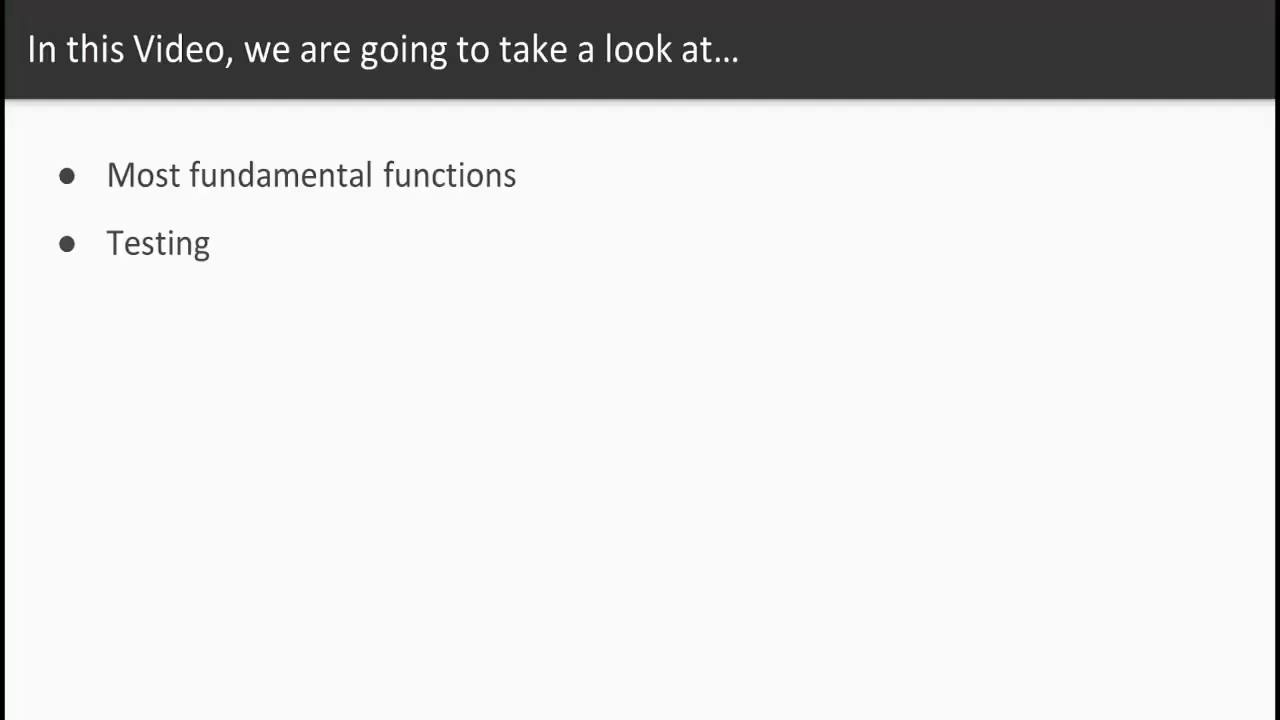 In this Video, we are going to take a look at…
● Most fundamental functions
● Testing